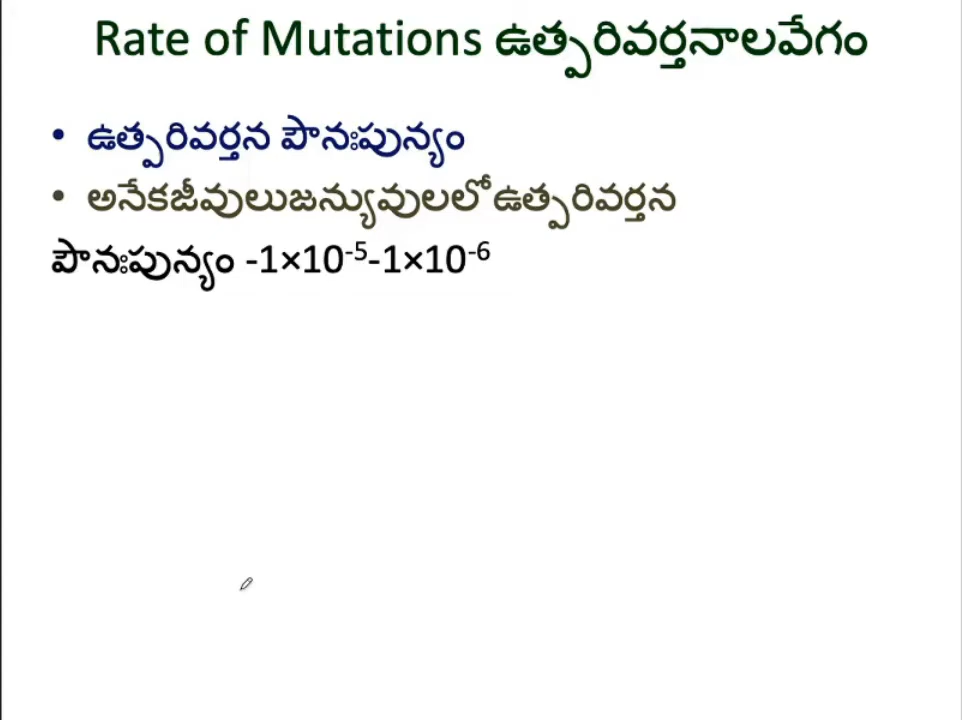 Rate of Mutations ఉత్పరివర్తనాలవేగం
• ఉత్పరివర్తన పౌనఃపున్యం
• అనేకజీవులుజన్యువులలోఉత్పరివర్తన
పౌనఃపున్యం -1×10⁻⁵-1×10⁻⁶